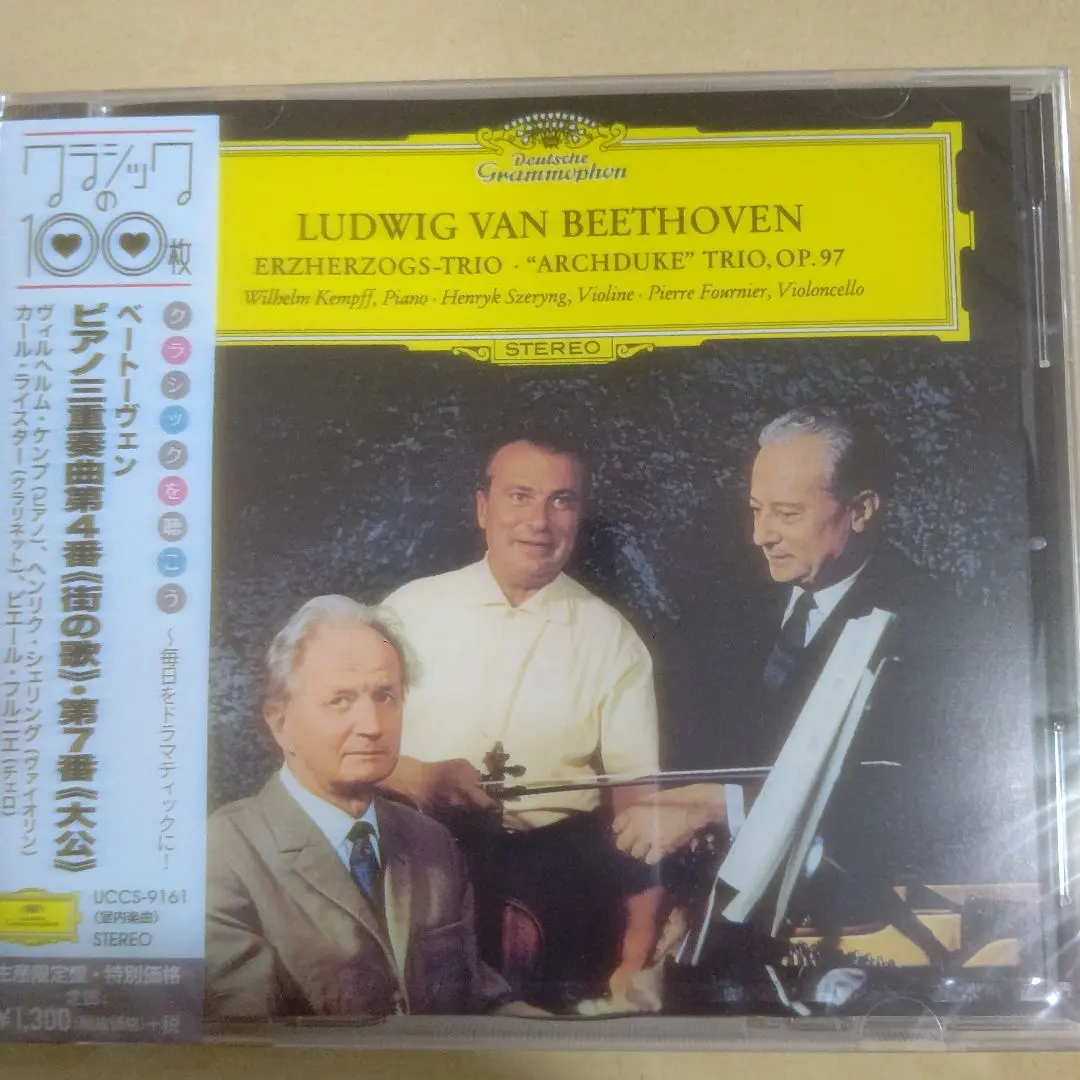 クラシックの
100枚
クラシックを聴こう
~毎日をドラマティックに!
ベートーヴェン
ピアノ三重奏曲第4番《街の歌》・第7番《大公》
ヴィルヘルム・ケンプ(ピアノ)、ヘンリク・シェリング(ヴァイオリン)
カール・ライスター(クラリネット)、ピエール・フルニエ(チェロ)
UCCS-9161
(室内楽曲)
STEREO
生産限定盤・特別価格
定価:
¥1,300(税抜価格)+税
Deutsche
Grammophon
LUDWIG VAN BEETHOVEN
ERZHERZOGS-TRIO · “ARCHDUKE” TRIO, OP. 97
Wilhelm Kempff, Piano · Henryk Szeryng, Violine · Pierre Fournier, Violoncello
STEREO